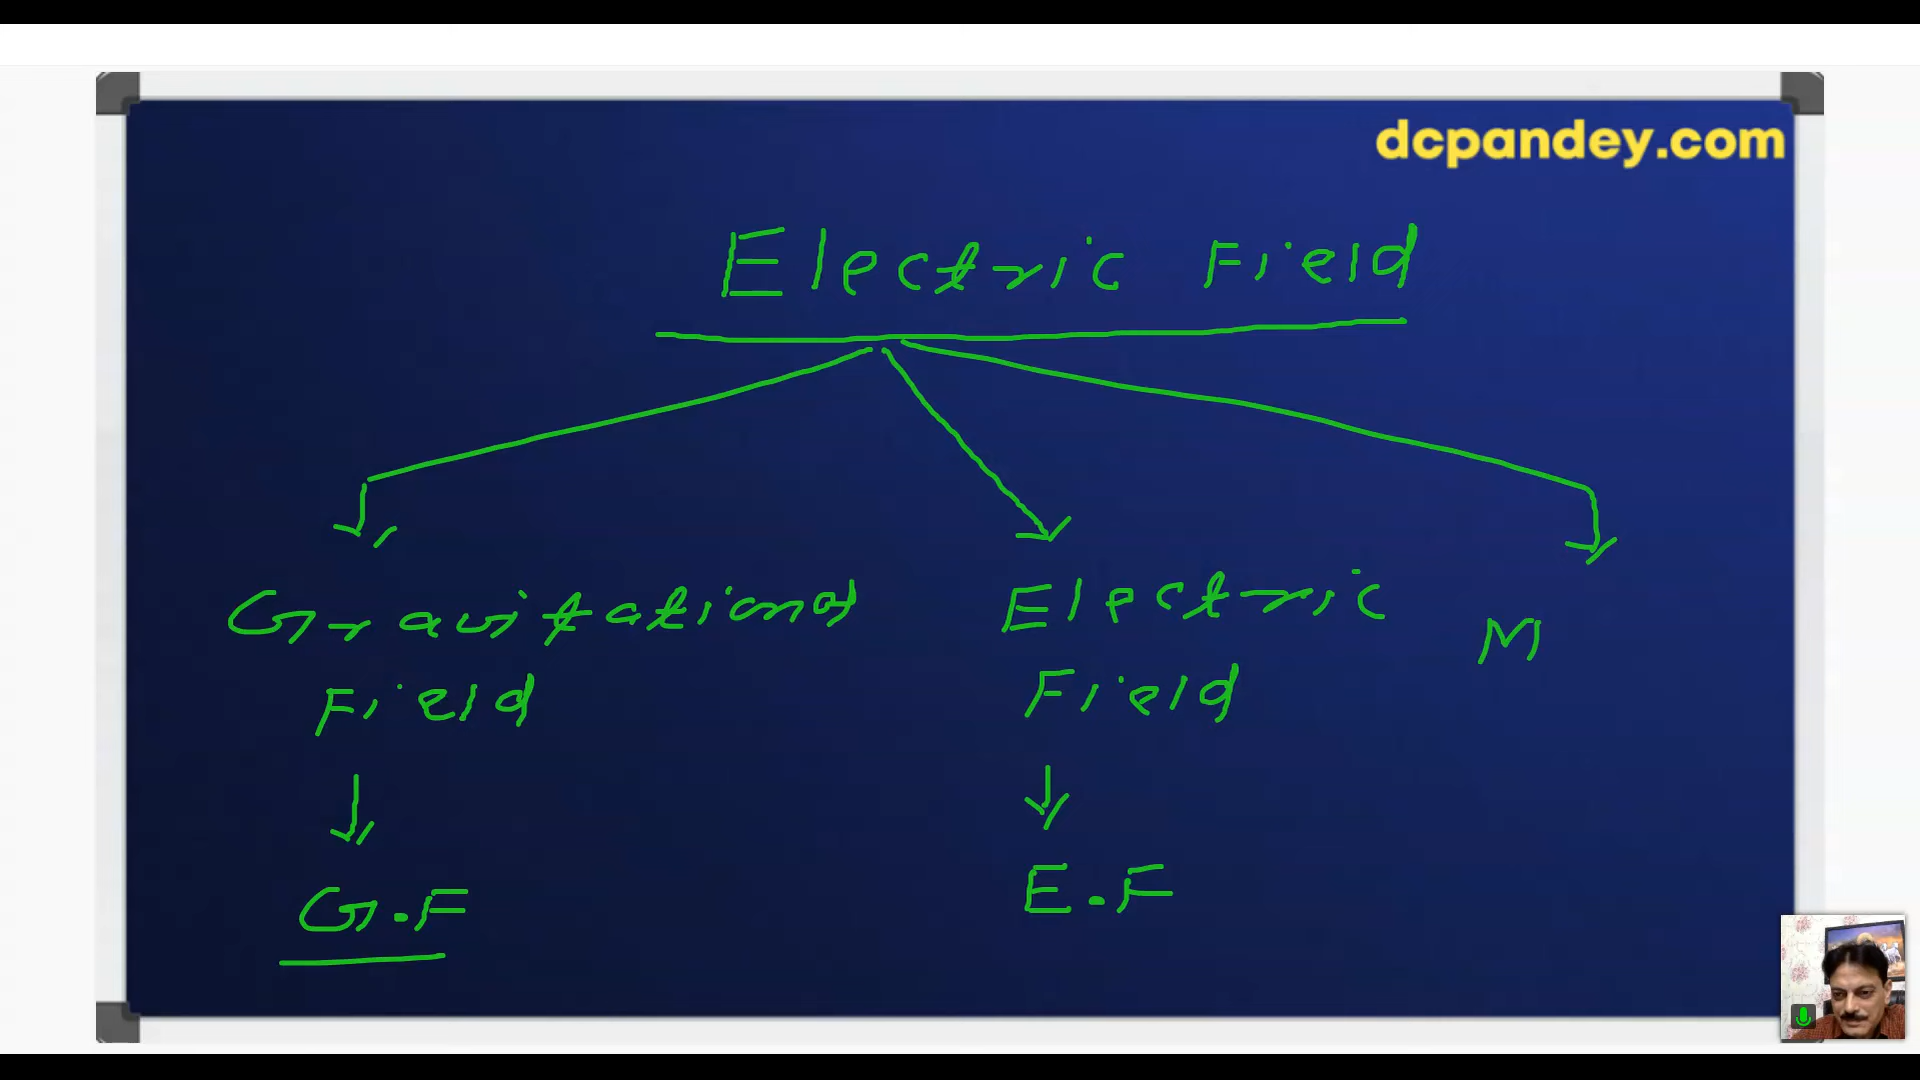 dcpandey.com
Electric Field
Gravitational Electric M
Field Field
G.F E.F